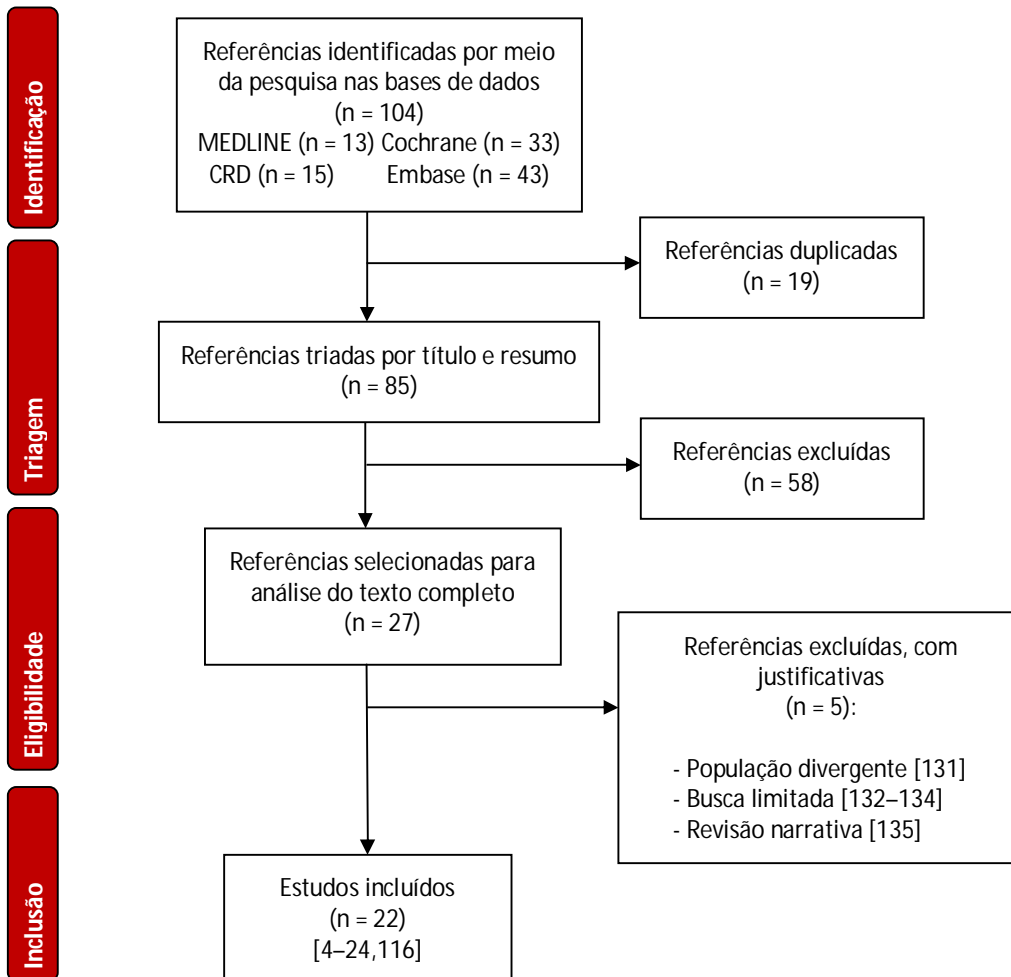 Identificação
Referências identificadas por meio
da pesquisa nas bases de dados
(n = 104)
MEDLINE (n = 13) Cochrane (n = 33)
CRD (n = 15) Embase (n = 43)
Referências duplicadas
(n = 19)
Triagem
Referências triadas por título e resumo
(n = 85)
Referências excluídas
(n = 58)
Eligibilidade
Referências selecionadas para
análise do texto completo
(n = 27)
Referências excluídas, com
justificativas
(n = 5):
- População divergente [131]
- Busca limitada [132–134]
- Revisão narrativa [135]
Inclusão
Estudos incluídos
(n = 22)
[4–24,116]